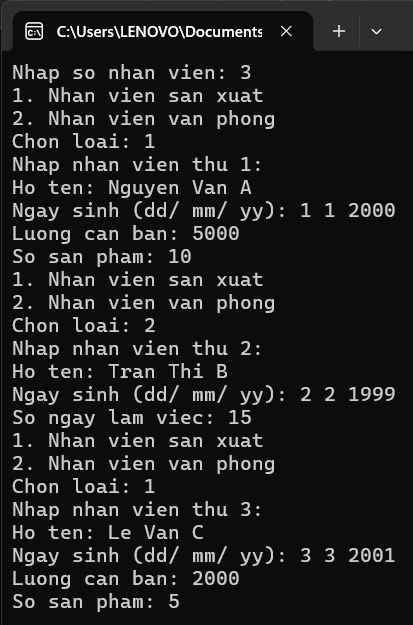 C:\Users\LENOVO\Documents
Nhap so nhan vien: 3
1. Nhan vien san xuat
2. Nhan vien van phong
Chon loai: 1
Nhap nhan vien thu 1:
Ho ten: Nguyen Van A
Ngay sinh (dd/ mm/ yy): 1 1 2000
Luong can ban: 5000
So san pham: 10
1. Nhan vien san xuat
2. Nhan vien van phong
Chon loai: 2
Nhap nhan vien thu 2:
Ho ten: Tran Thi B
Ngay sinh (dd/ mm/ yy): 2 2 1999
So ngay lam viec: 15
1. Nhan vien san xuat
2. Nhan vien van phong
Chon loai: 1
Nhap nhan vien thu 3:
Ho ten: Le Van C
Ngay sinh (dd/ mm/ yy): 3 3 2001
Luong can ban: 2000
So san pham: 5